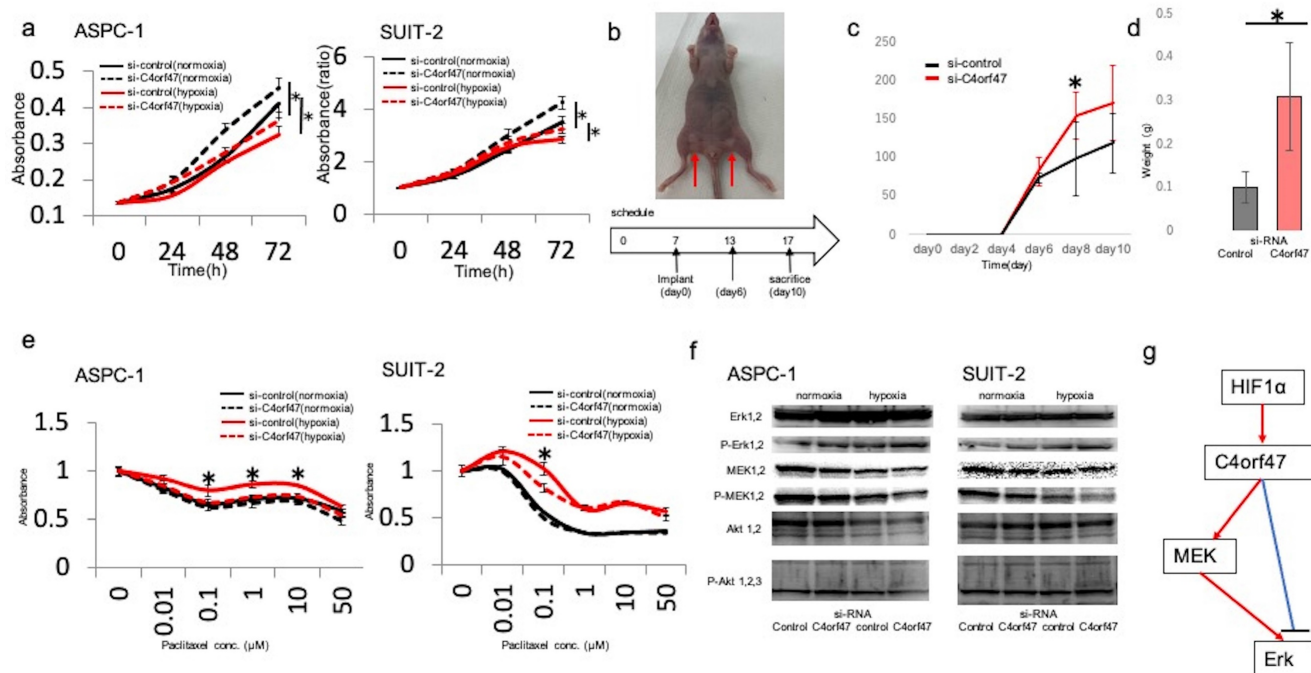 a
ASPC-1
si-control(normoxia)
si-C4orf47(normoxia)
si-control(hypoxia)
si-C4orf47(hypoxia)
Absorbance
0.5
0.4
0.3
0.2
0.1
*
*
0 24 48 72
Time(h)
SUIT-2
si-control(normoxia)
si-C4orf47(normoxia)
si-control(hypoxia)
si-C4orf47(hypoxia)
Absorbance(ratio)
6
4
2
0
*
*
0 24 48 72
Time(h)
b
schedule
0 7 13 17
Implant
(day0)
(day6)
sacrifice
(day10)
c
si-control
si-C4orf47
250
200
150
100
50
0
*
day0 day2 day4 day6 day8 day10
Time(day)
d
*
Weight (g)
0.5
0.4
0.3
0.2
0.1
0
si-RNA
Control C4orf47
e
ASPC-1
si-control(normoxia)
si-C4orf47(normoxia)
si-control(hypoxia)
si-C4orf47(hypoxia)
Absorbance
1.5
1
0.5
0
* * *
0 0.01 0.1 1 10 50
Paclitaxel conc. (μM)
SUIT-2
si-control(normoxia)
si-C4orf47(normoxia)
si-control(hypoxia)
si-C4orf47(hypoxia)
Absorbance
1.5
1
0.5
0
*
0 0.01 0.1 1 10 50
Paclitaxel conc. (μM)
f
ASPC-1
normoxia hypoxia
SUIT-2
normoxia hypoxia
Erk1,2
P-Erk1,2
MEK1,2
P-MEK1,2
Akt 1,2
P-Akt 1,2,3
si-RNA
Control C4orf47 control C4orf47
si-RNA
Control C4orf47 control C4orf47
g
HIF1α
C4orf47
MEK
Erk